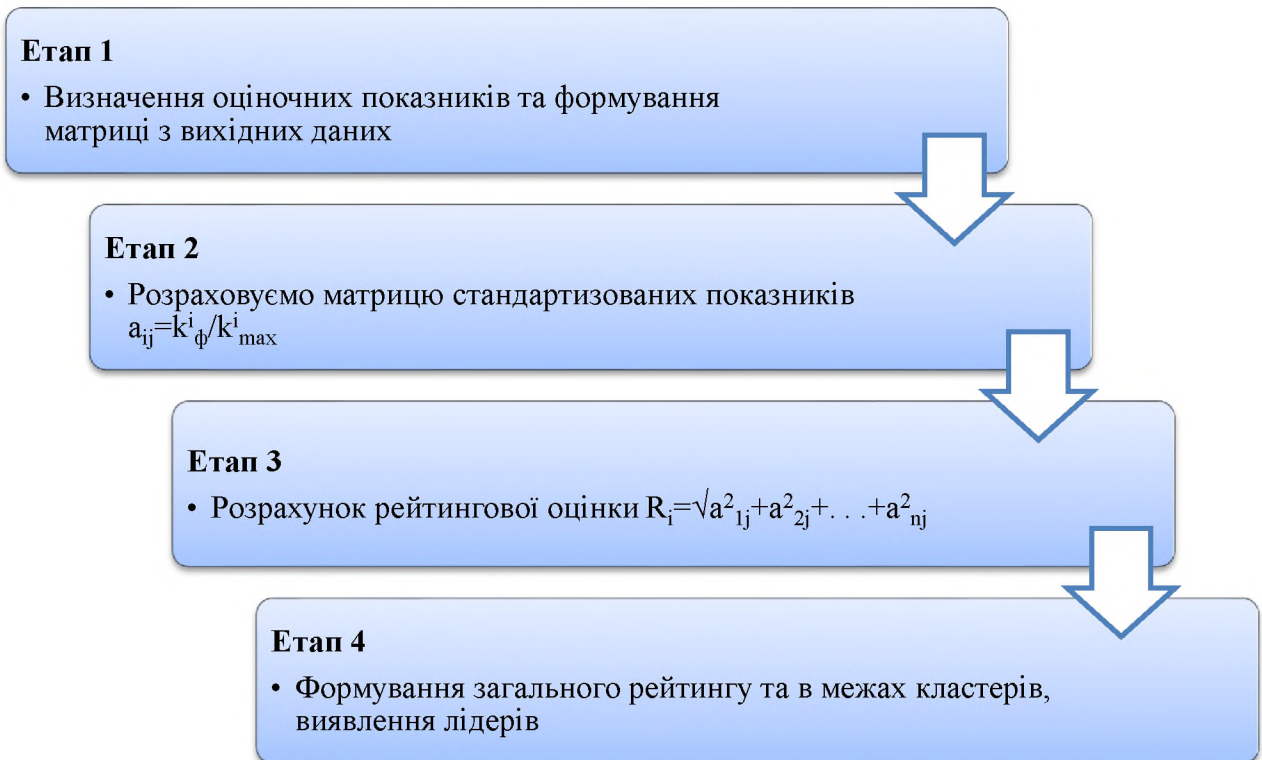 Етап 1
• Визначення оціночних показників та формування
матриці з вихідних даних
Етап 2
• Розраховуємо матрицю стандартизованих показників
aᵢⱼ=kⁱф/kⁱmax
Етап 3
• Розрахунок рейтингової оцінки Rᵢ=√a²₁ⱼ+a²₂ⱼ+. . .+a²ₙⱼ
Етап 4
• Формування загального рейтингу та в межах кластерів,
виявлення лідерів